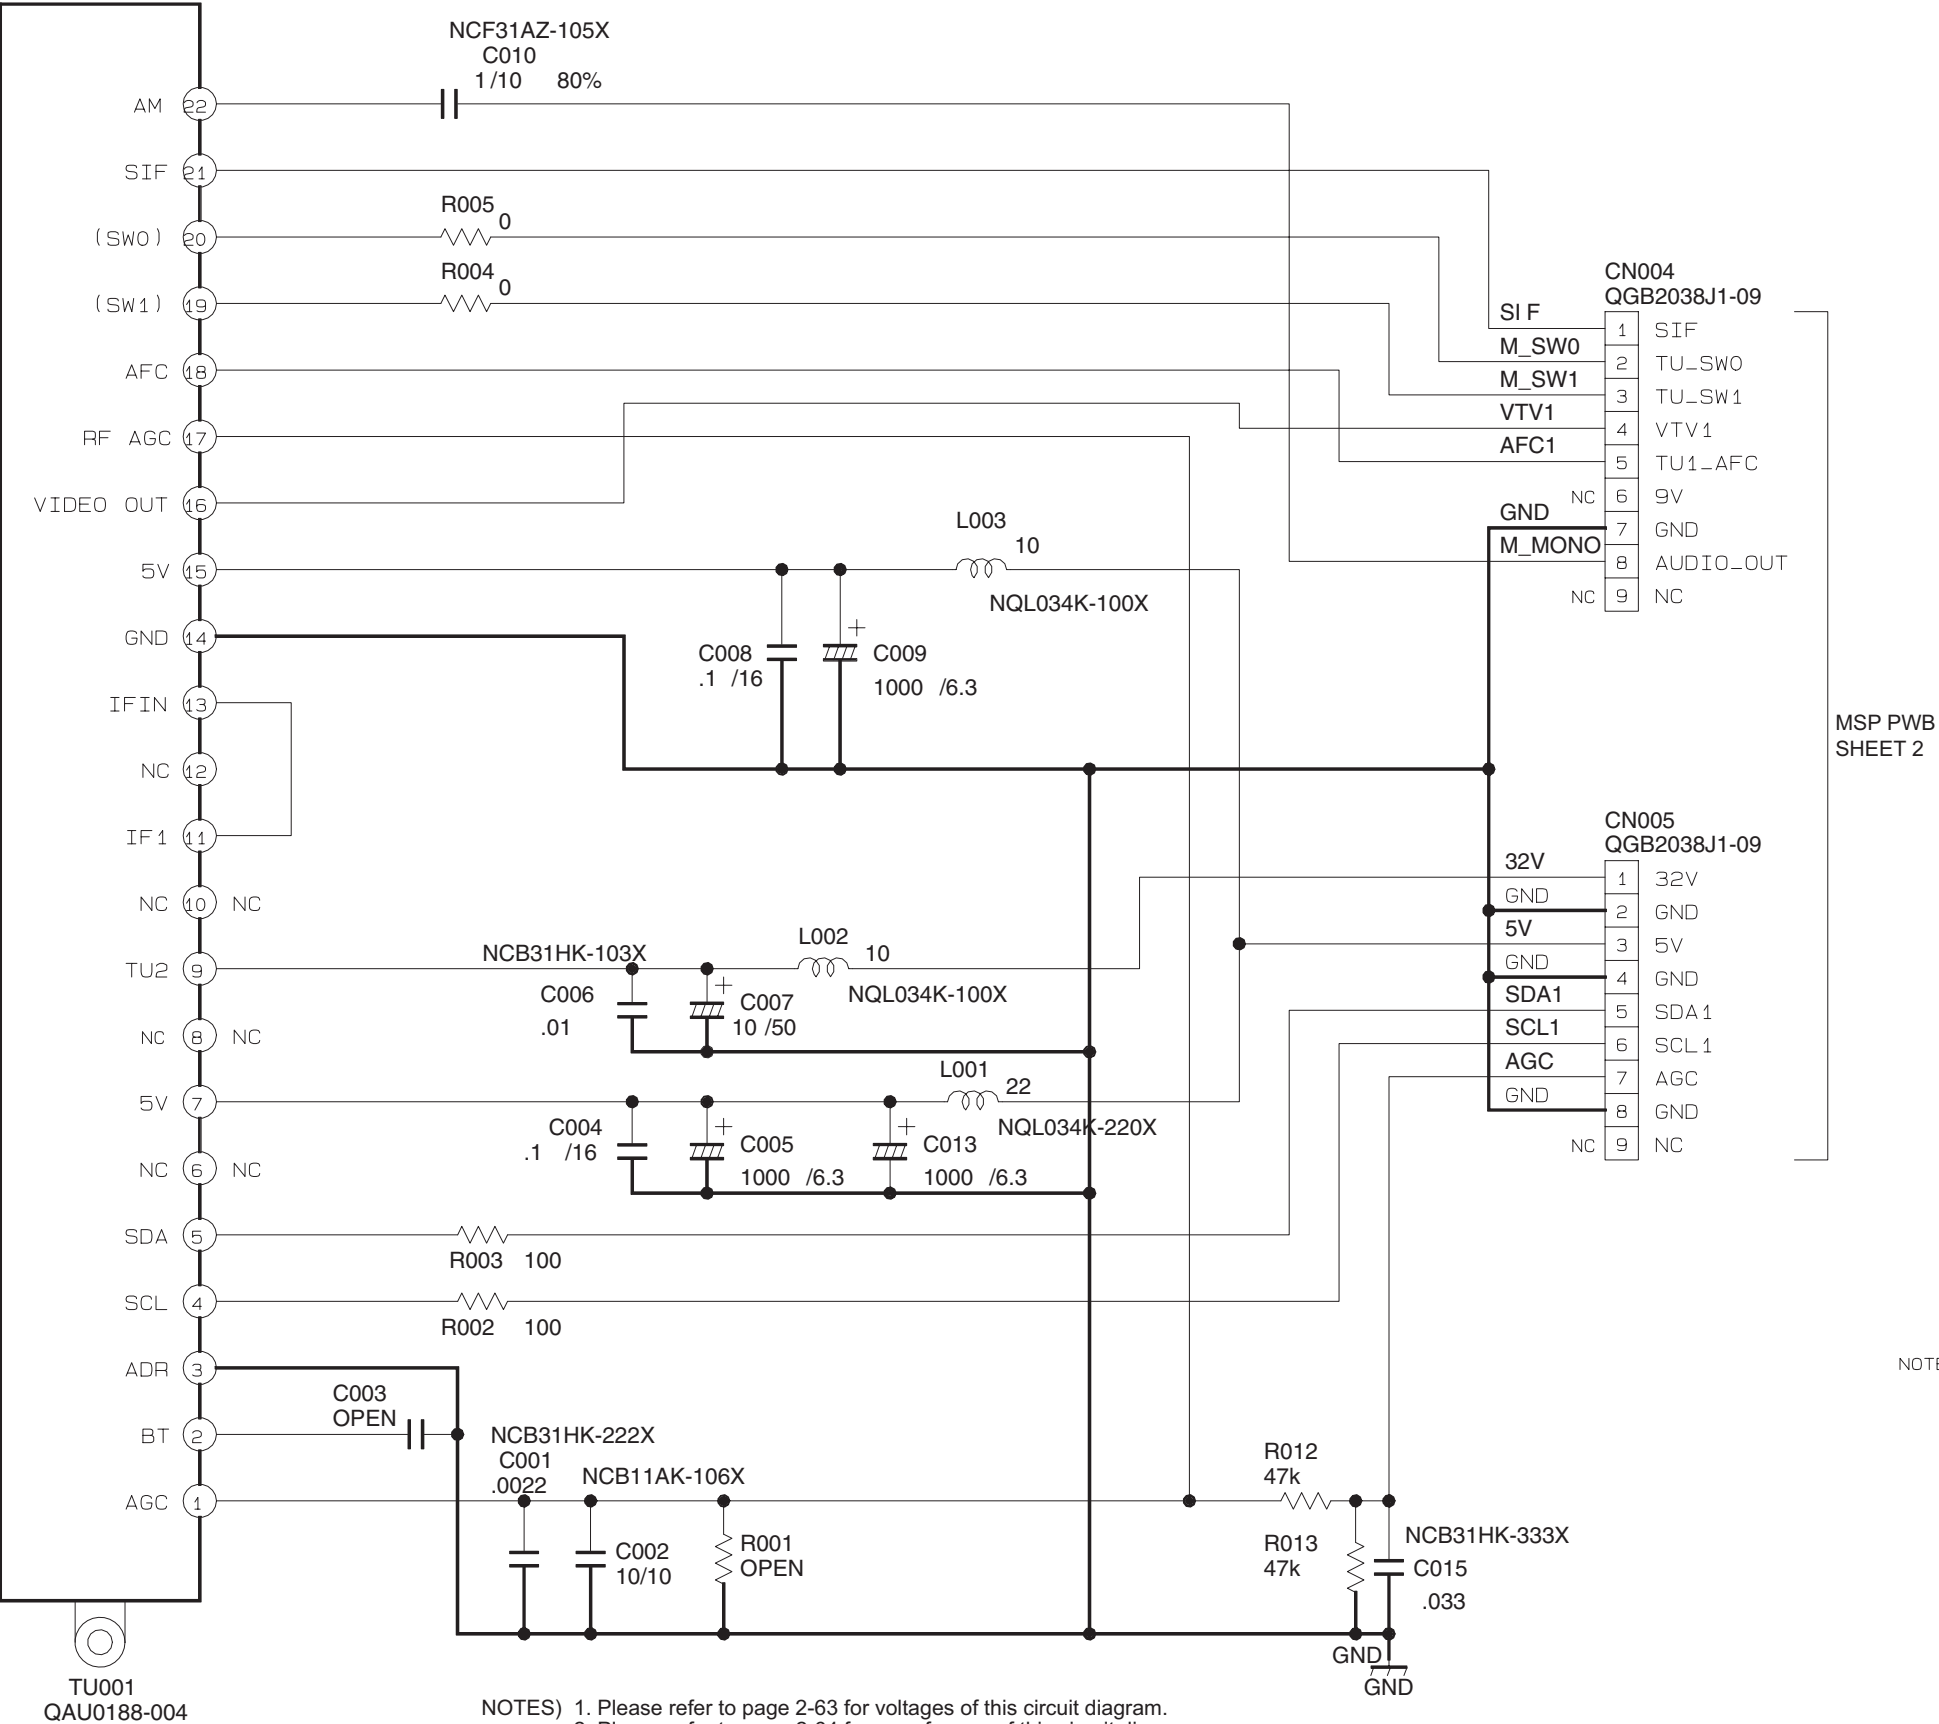 NCF31AZ-105X
C010
1/10 80%
AM 22
SIF 21
R005
0
(SW0) 20
R004
0
(SW1) 19
AFC 18
RF AGC 17
VIDEO OUT 16
5V 15
GND 14
IFIN 13
NC 12
IF1 11
NC 10 NC
TU2 9
NC 8 NC
5V 7
NC 6 NC
SDA 5
SCL 4
ADR 3
BT 2
AGC 1
TU001
QAU0188-004
L003
10
NQL034K-100X
C008
.1 /16
+
C009
1000 /6.3
NCB31HK-103X
L002
10
NQL034K-100X
C006
.01
+
C007
10 /50
L001
22
NQL034K-220X
C004
.1 /16
+
C005
1000 /6.3
+
C013
1000 /6.3
R003 100
R002 100
C003
OPEN
NCB31HK-222X
C001
.0022
NCB11AK-106X
C002
10/10
R001
OPEN
R012
47k
R013
47k
NCB31HK-333X
C015
.033
GND
GND
CN004
QGB2038J1-09
SI F 1 SIF
M_SW0 2 TU_SW0
M_SW1 3 TU_SW1
VTV1 4 VTV1
AFC1 5 TU1_AFC
NC 6 9V
GND 7 GND
M_MONO 8 AUDIO_OUT
NC 9 NC
MSP PWB
SHEET 2
CN005
QGB2038J1-09
32V 1 32V
GND 2 GND
5V 3 5V
GND 4 GND
SDA1 5 SDA1
SCL1 6 SCL1
AGC 7 AGC
GND 8 GND
NC 9 NC
NOTES) 1. Please refer to page 2-63 for voltages of this circuit diagram.